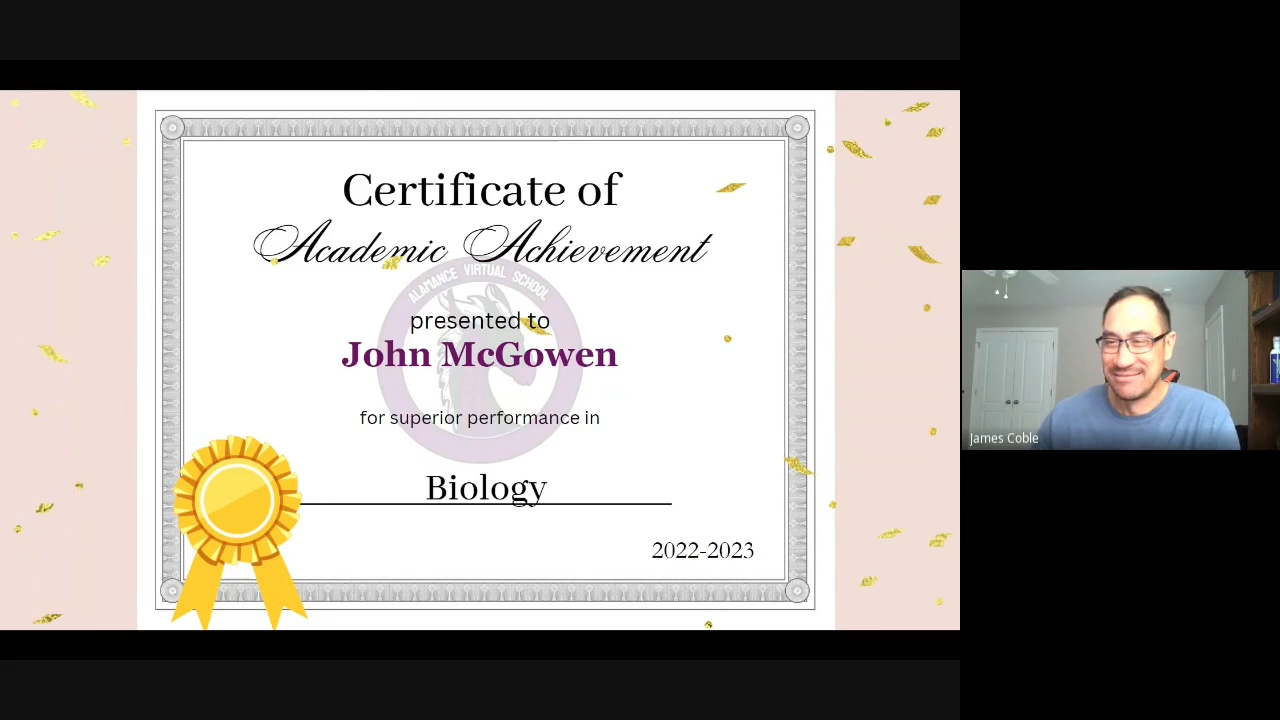 Certificate of
Academic Achievement
ALAMANCE VIRTUAL SCHOOL
presented to
John McGowen
for superior performance in
Biology
2022-2023
James Coble